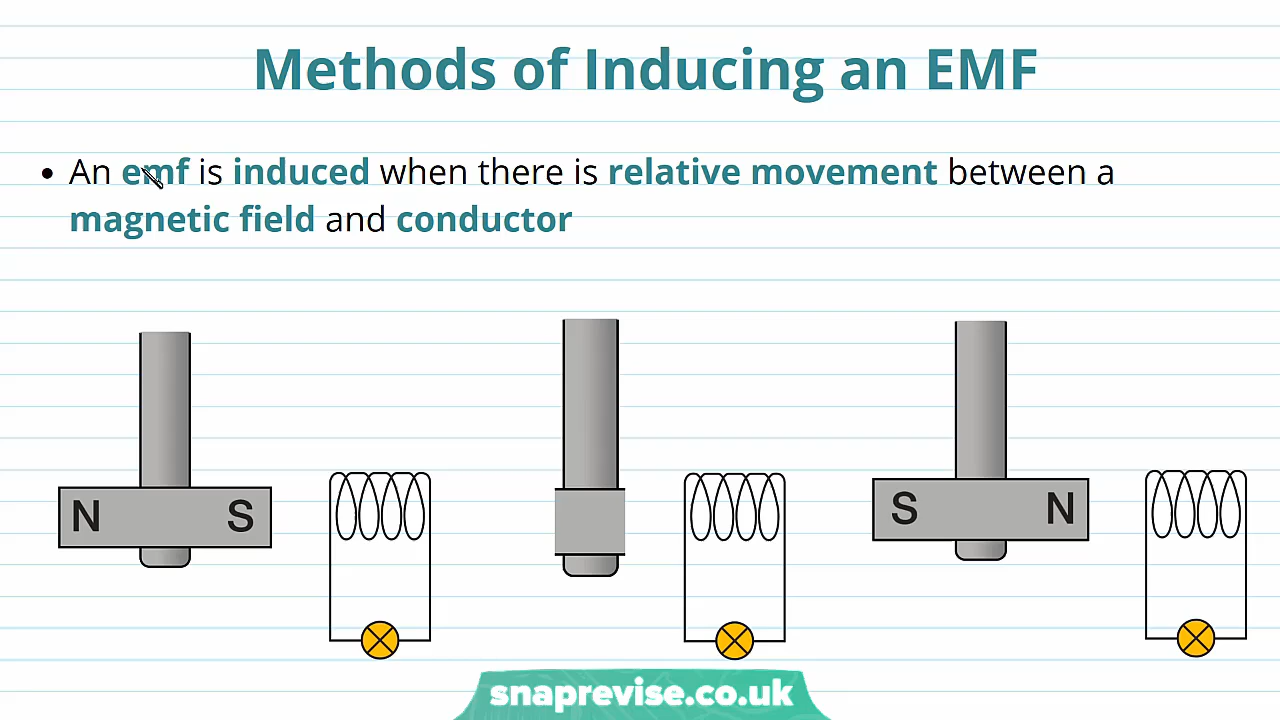 Methods of Inducing an EMF
• An emf is induced when there is relative movement between a
magnetic field and conductor
N S
S N
snaprevise.co.uk